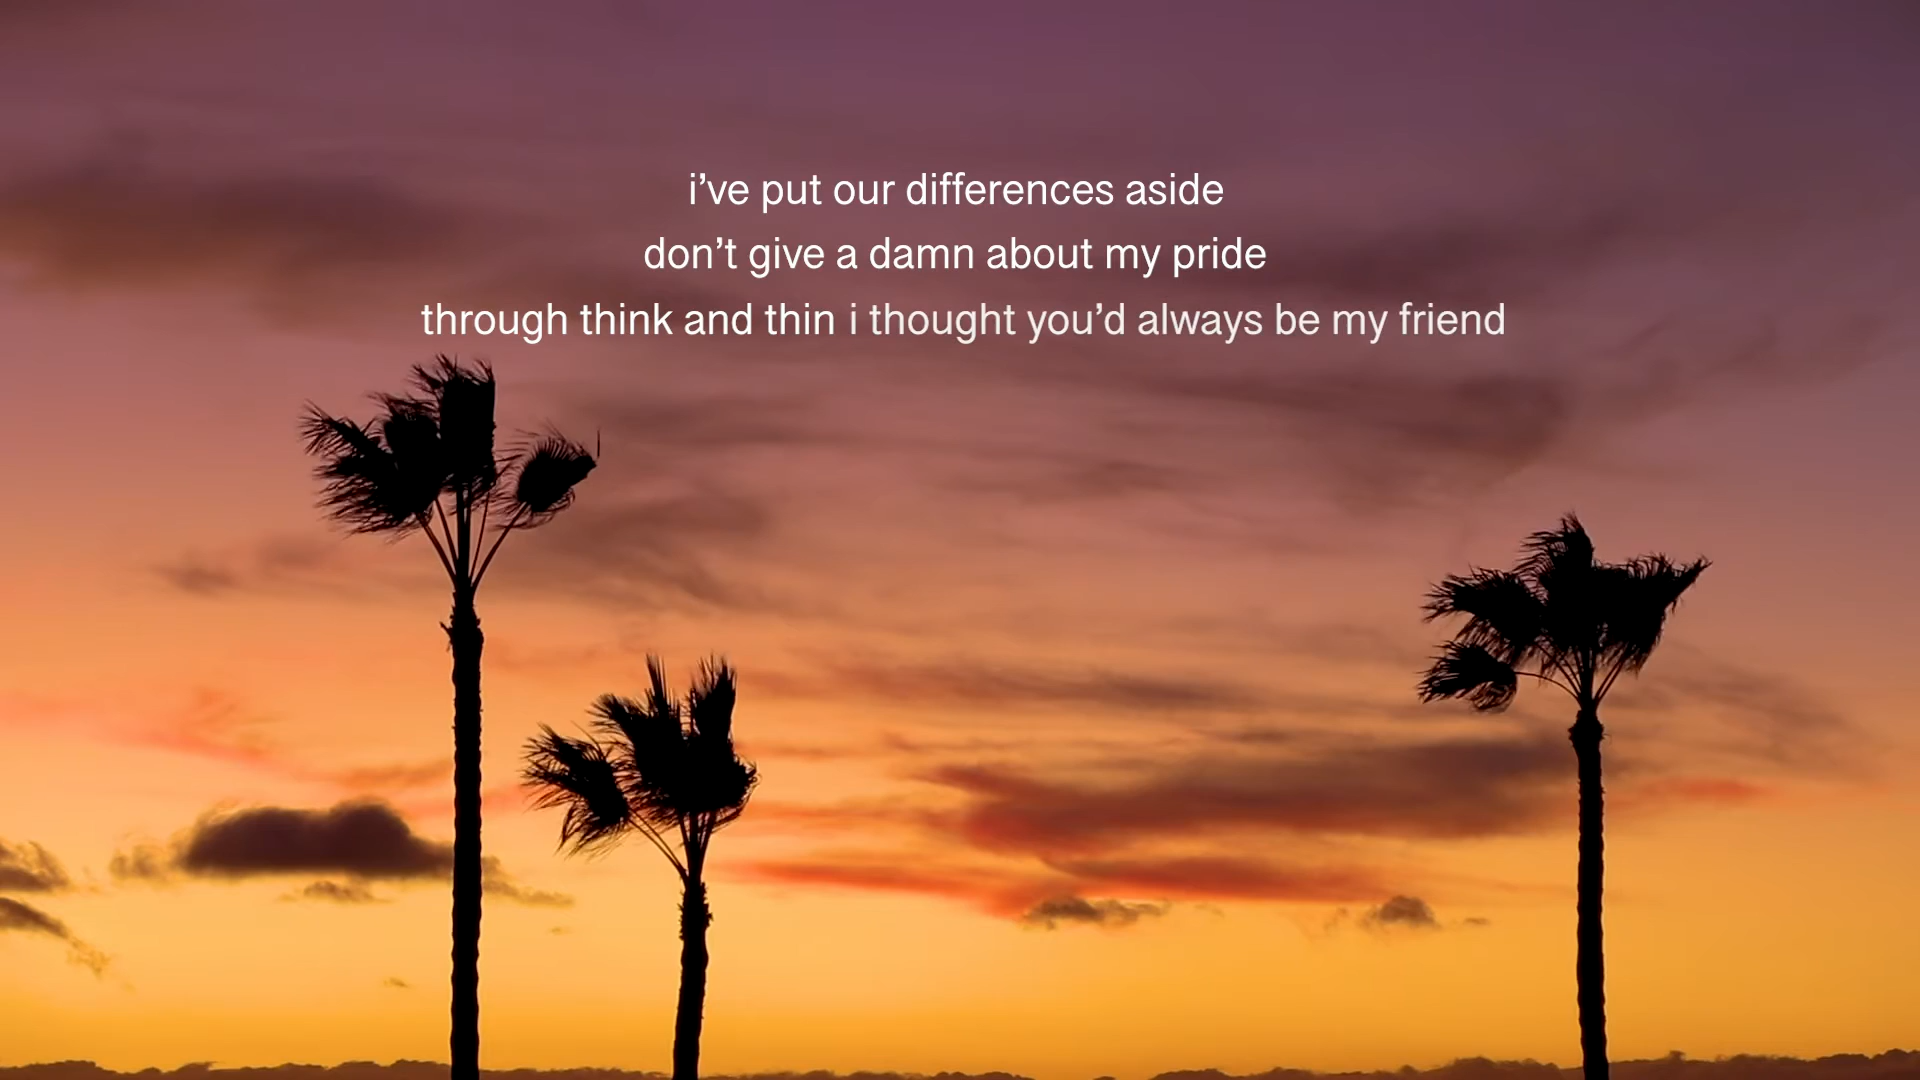 i’ve put our differences aside
don’t give a damn about my pride
through think and thin i thought you’d always be my friend